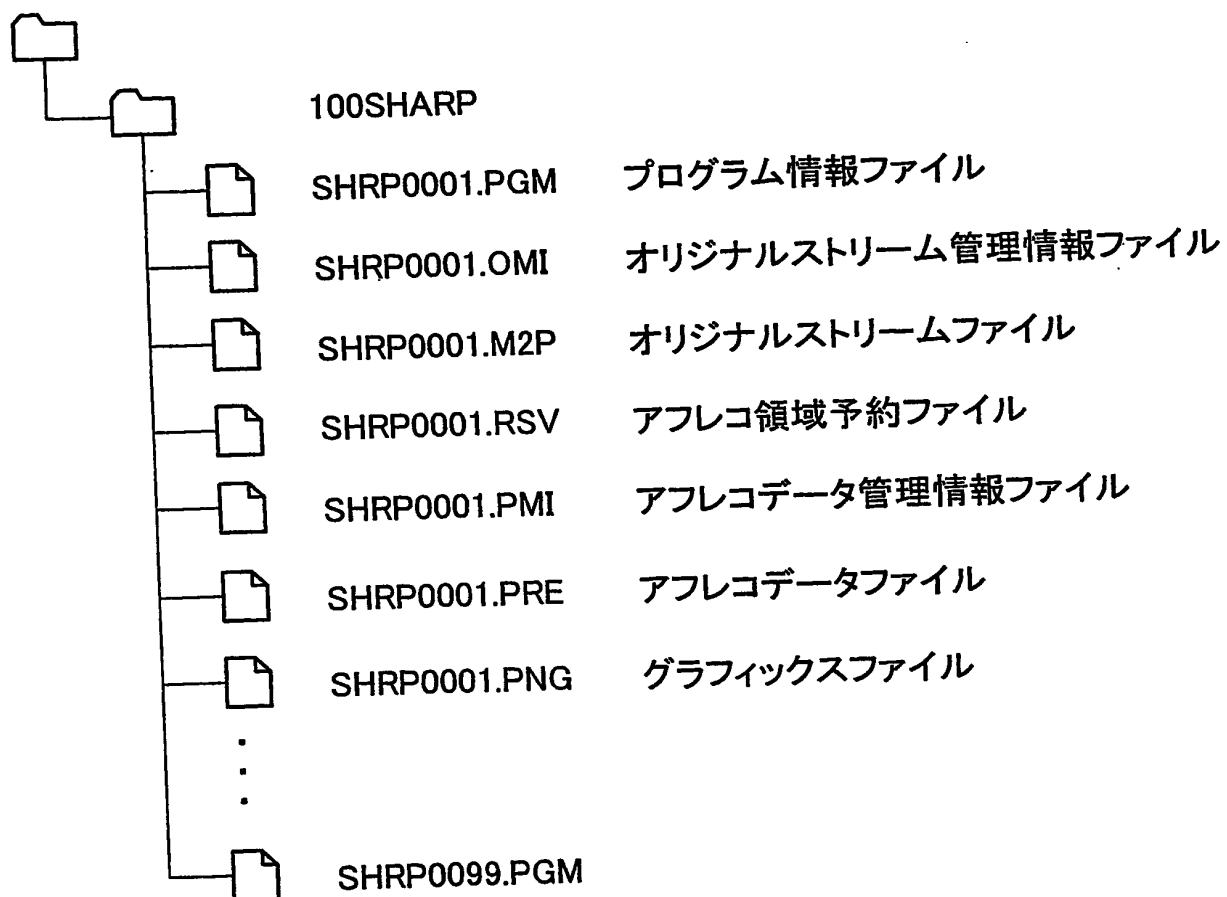 100SHARP
SHRP0001.PGM プログラム情報ファイル
SHRP0001.OMI オリジナルストリーム管理情報ファイル
SHRP0001.M2P オリジナルストリームファイル
SHRP0001.RSV アフレコ領域予約ファイル
SHRP0001.PMI アフレコデータ管理情報ファイル
SHRP0001.PRE アフレコデータファイル
SHRP0001.PNG グラフィックスファイル
SHRP0099.PGM